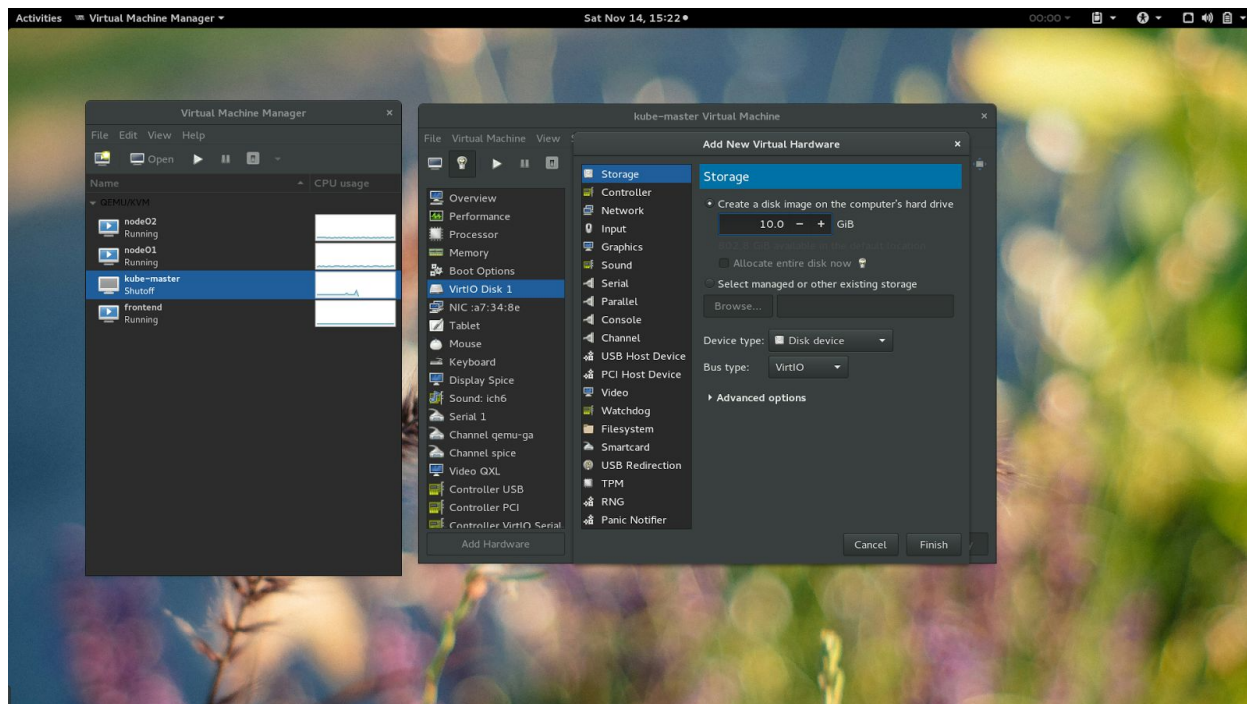 Activities Virtual Machine Manager Sat Nov 14, 15:22 00:00
Virtual Machine Manager ×
File Edit View Help
Open
Name CPU usage
QEMU/KVM
node02
Running
node01
Running
kube-master
Shutoff
frontend
Running
kube-master Virtual Machine ×
File Virtual Machine View
Overview
Performance
Processor
Memory
Boot Options
VirtIO Disk 1
NIC :a7:34:8e
Tablet
Mouse
Keyboard
Display Spice
Sound: ich6
Serial 1
Channel qemu-ga
Channel spice
Video QXL
Controller USB
Controller PCI
Controller VirtIO Serial
Add Hardware
Add New Virtual Hardware ×
Storage
Controller
Network
Input
Graphics
Sound
Serial
Parallel
Console
Channel
USB Host Device
PCI Host Device
Video
Watchdog
Filesystem
Smartcard
USB Redirection
TPM
RNG
Panic Notifier
Storage
Create a disk image on the computer's hard drive
10.0 − + GiB
GiB available in the default location
Allocate entire disk now
Select managed or other existing storage
Browse...
Device type: Disk device
Bus type: VirtIO
Advanced options
Cancel Finish